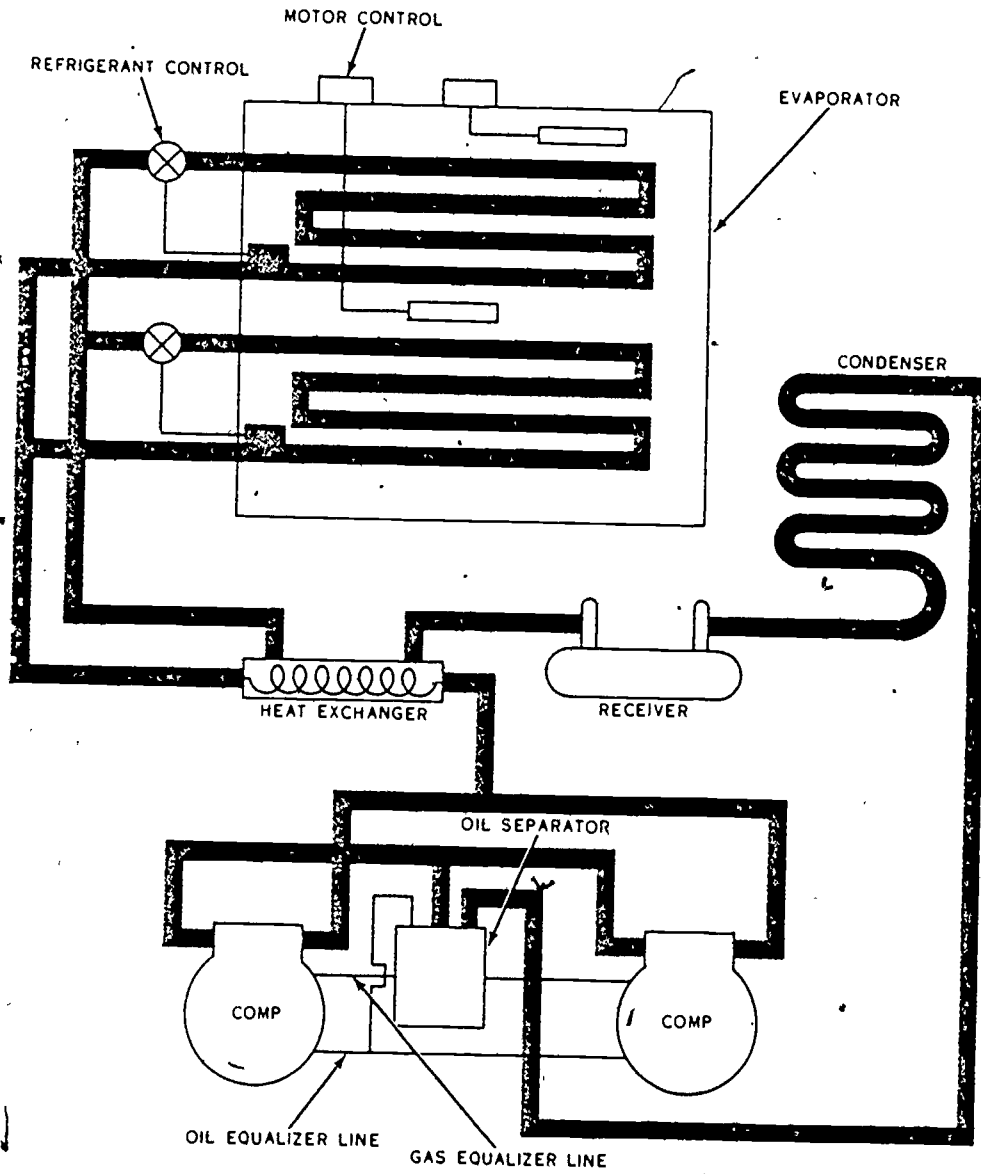 MOTOR CONTROL
REFRIGERANT CONTROL
EVAPORATOR
CONDENSER
HEAT EXCHANGER
RECEIVER
OIL SEPARATOR
COMP
COMP
OIL EQUALIZER LINE
GAS EQUALIZER LINE